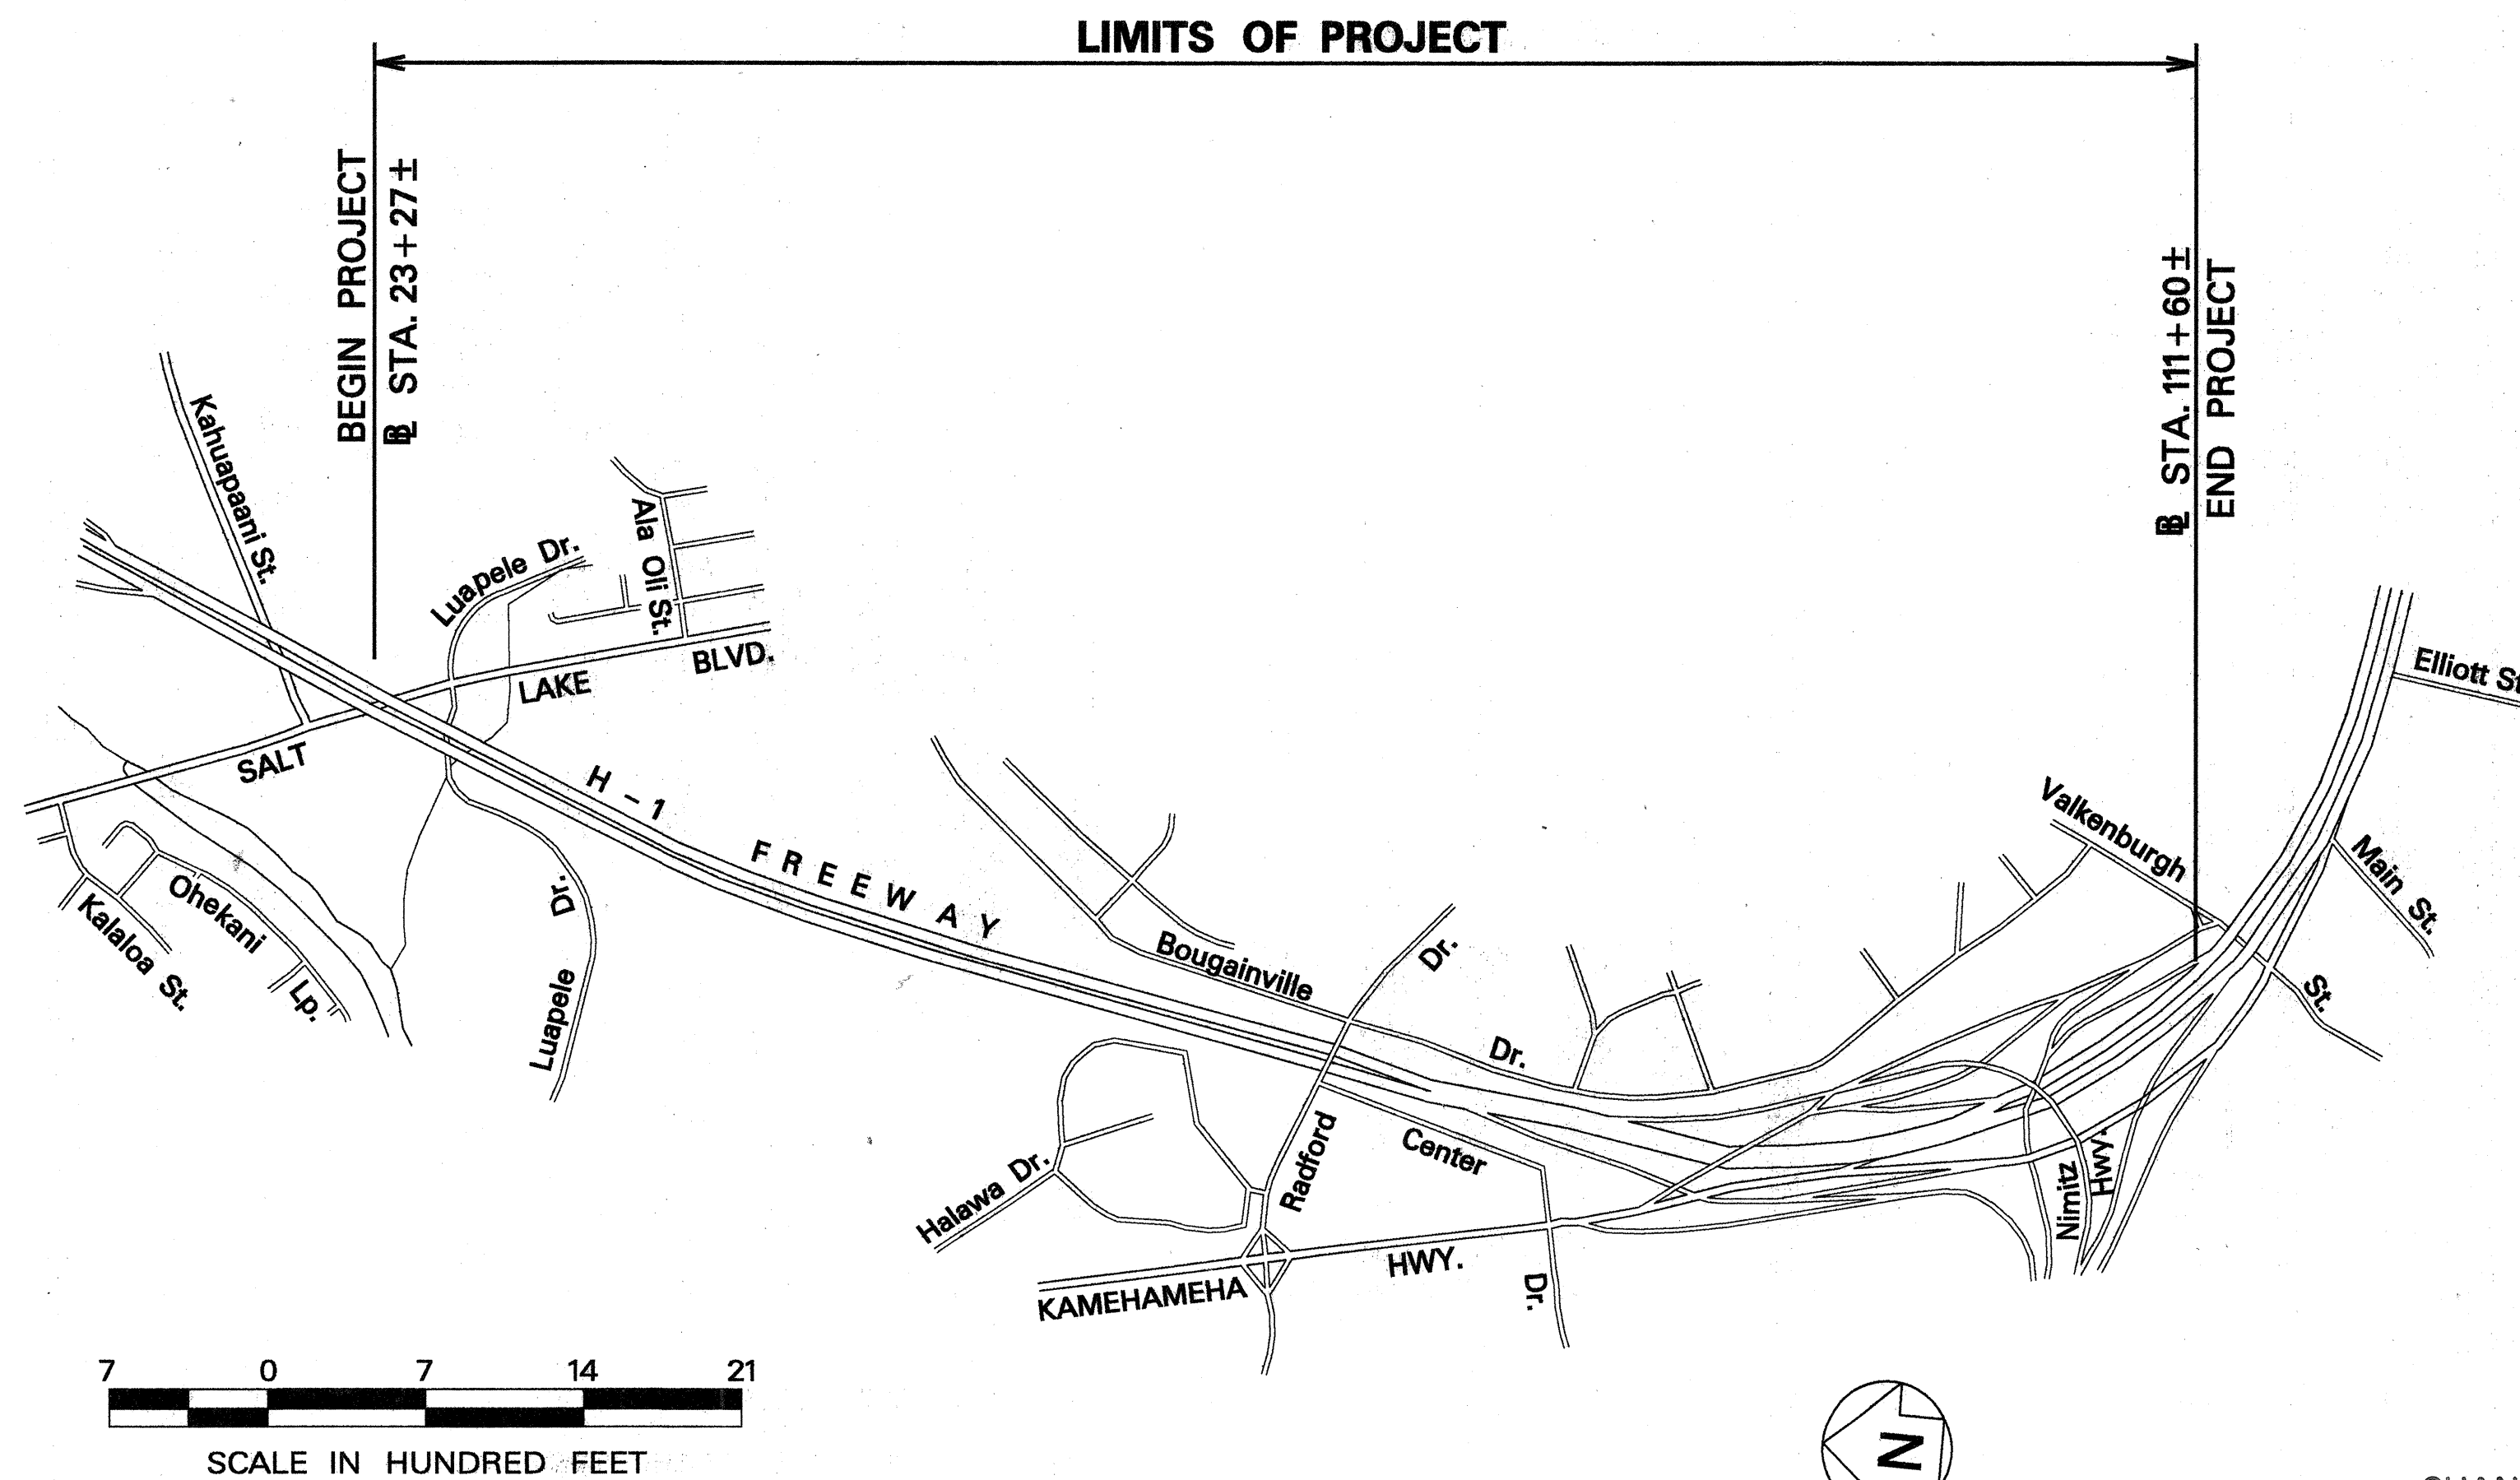 LIMITS OF PROJECT
BEGIN PROJECT
BL STA. 23+27±
BL STA. 111+60±
END PROJECT
Kahuapaani St.
Luapele Dr.
Ala Oli St.
SALT LAKE BLVD.
H-1 FREEWAY
Elliott
Valkenburgh St.
Main St.
Ohekani Lp.
Kalaloa St.
Luapele Dr.
Bougainville Dr.
Radford Dr.
Center Dr.
Halawa Dr.
KAMEHAMEHA HWY.
Nimitz Hwy.
7 0 7 14 21
SCALE IN HUNDRED FEET
N